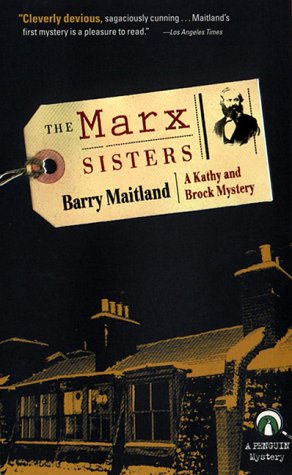 "Cleverly devious, sagaciously cunning ... Maitland's
first mystery is a pleasure to read." —Los Angeles Times
THE Marx
SISTERS
Barry Maitland
A Kathy and
Brock Mystery
A PENGUIN
Mystery